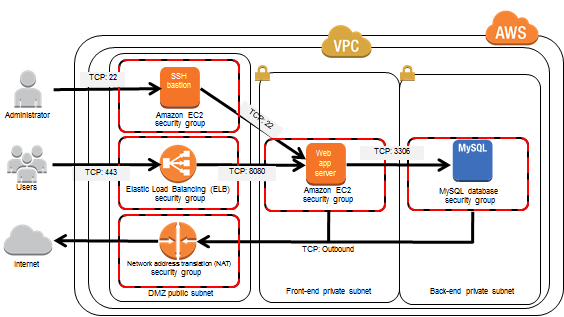 AWS
VPC
TCP: 22
SSH
bastion
Administrator
Amazon EC2
security group
TCP: 22
Web
app
server
TCP: 3306
MySQL
TCP: 443
TCP: 8080
Users
Elastic Load Balancing (ELB)
security group
Amazon EC2
security group
MySQL database
security group
TCP: Outbound
Internet
Network address translation (NAT)
security group
DMZ public subnet
Front-end private subnet
Back-end private subnet